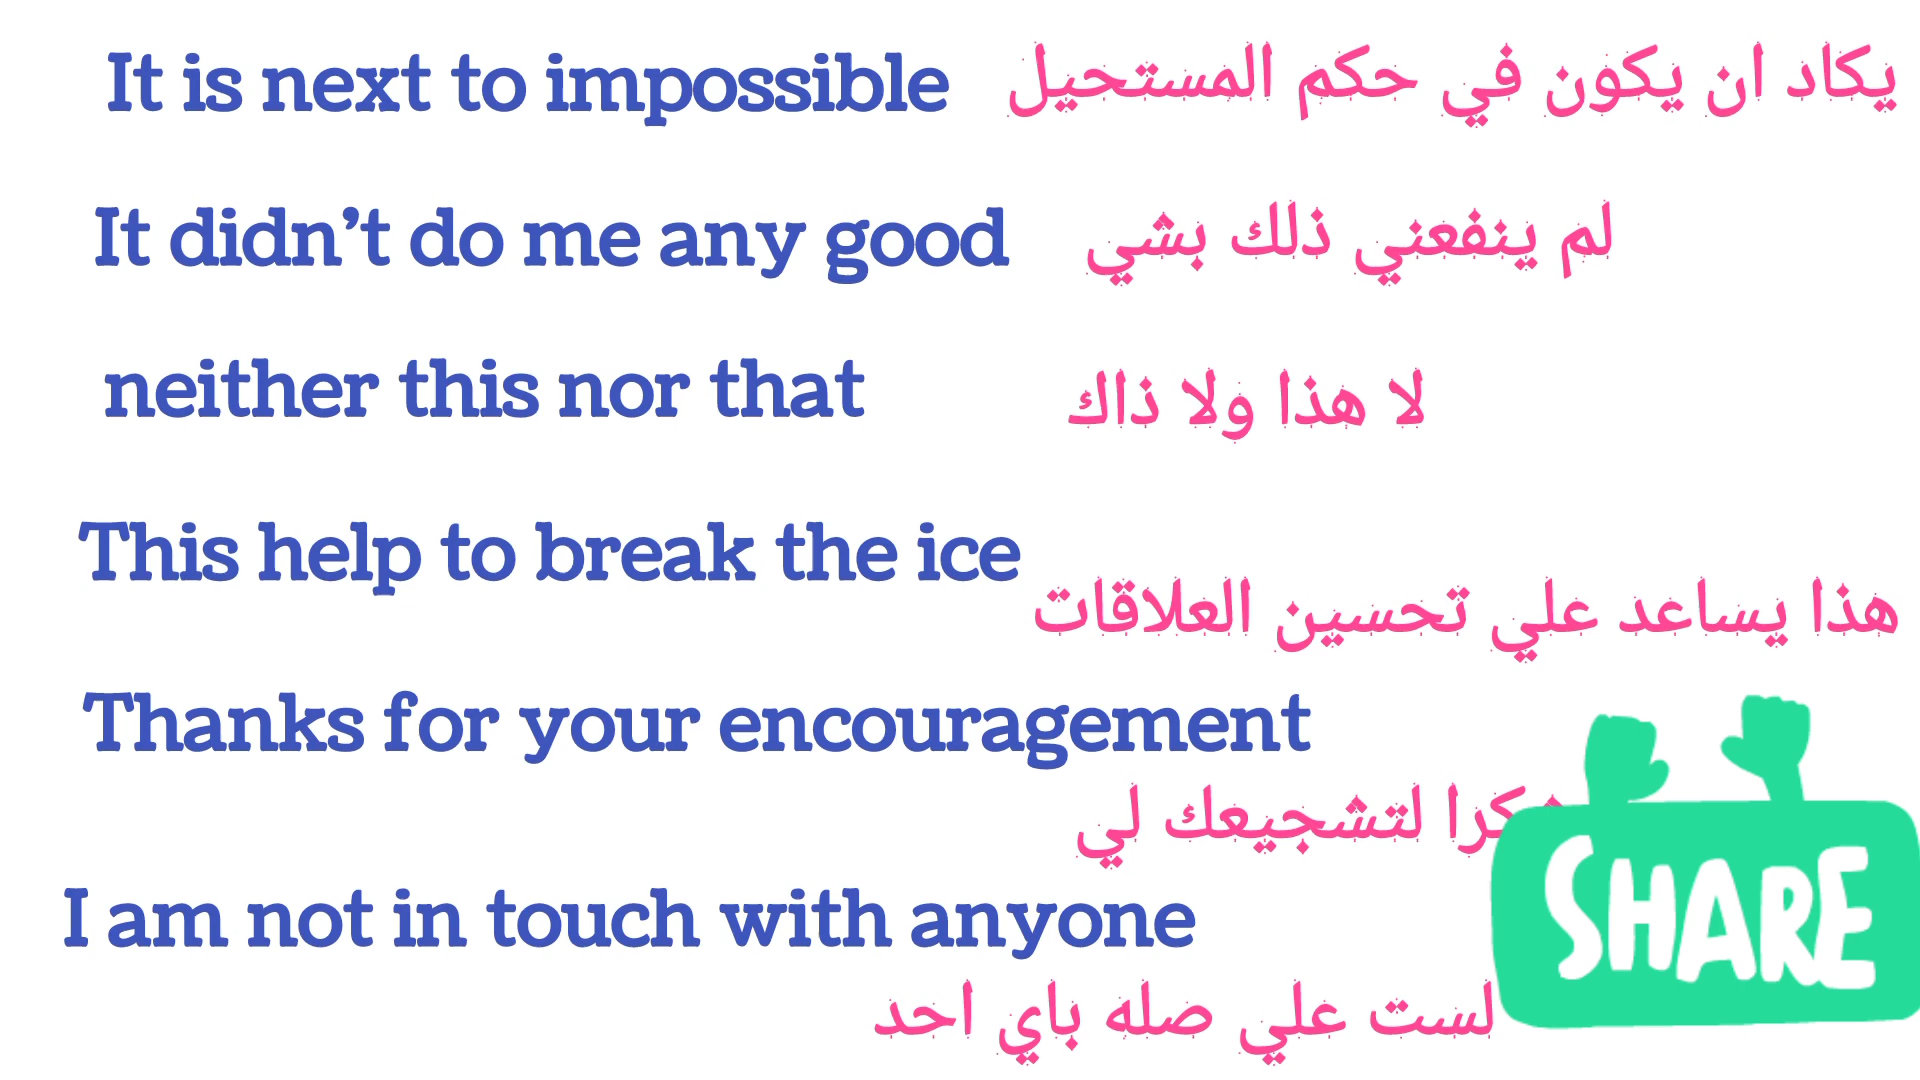 It is next to impossible
يكاد ان يكون في حكم المستحيل
It didn't do me any good
لم ينفعني ذلك بشي
neither this nor that
لا هذا ولا ذاك
This help to break the ice
هذا يساعد علي تحسين العلاقات
Thanks for your encouragement
لتشجيعك لي
I am not in touch with anyone
لست علي صله باي احد
SHARE